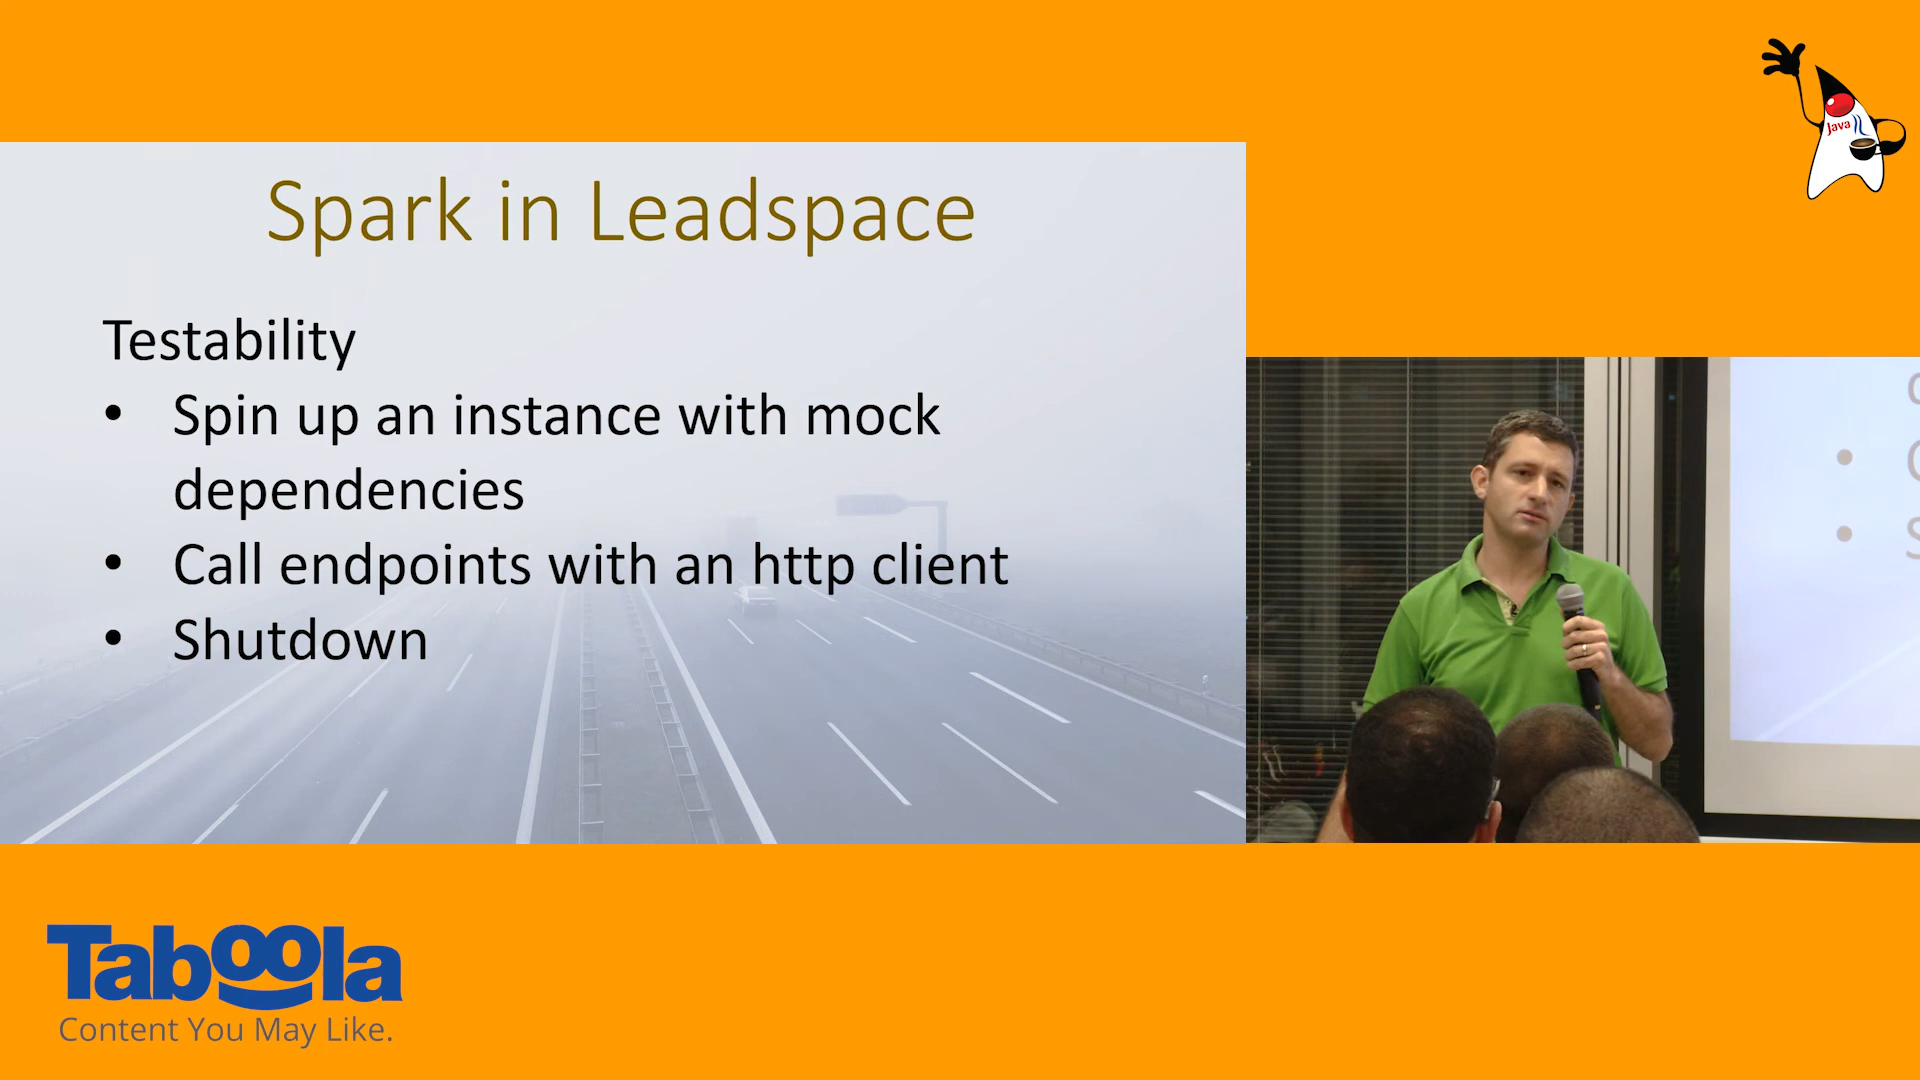 Java
Spark in Leadspace
Testability
• Spin up an instance with mock
dependencies
• Call endpoints with an http client
• Shutdown
Taboola
Content You May Like.